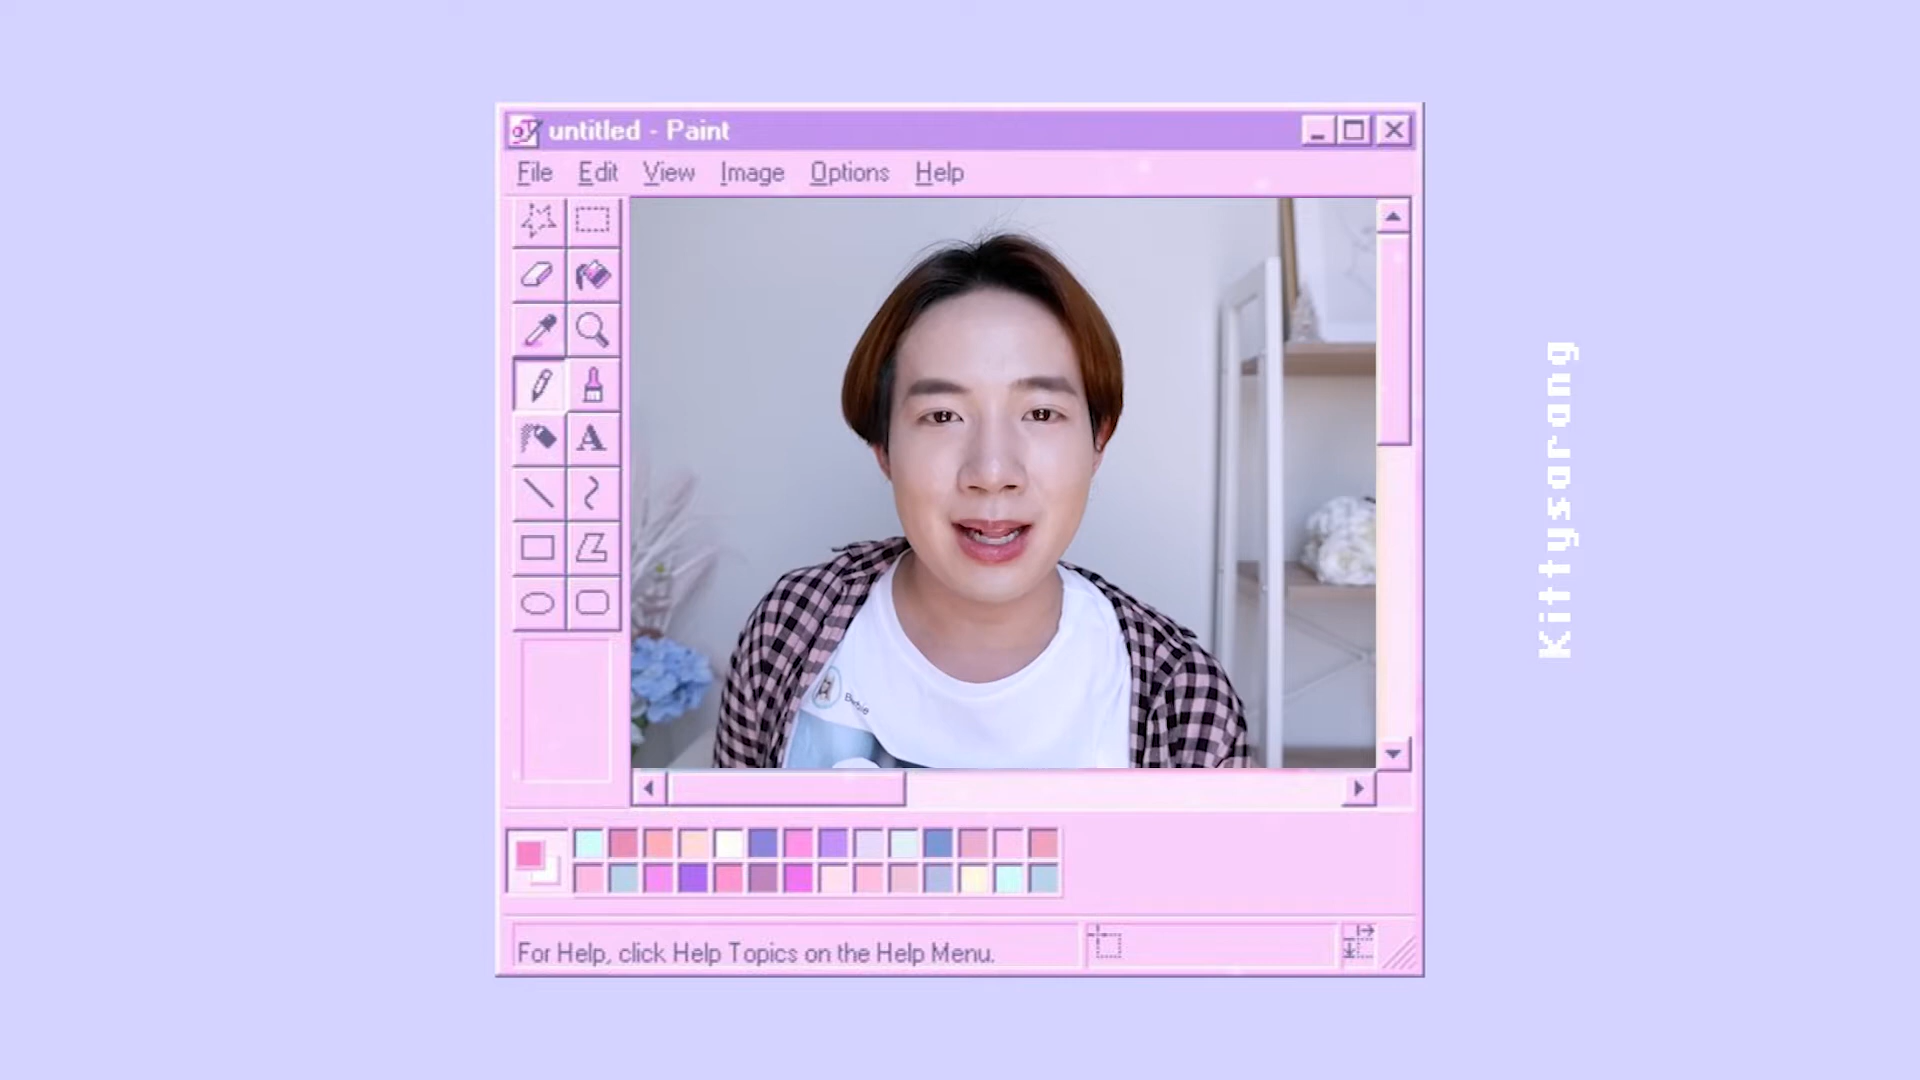 untitled - Paint
File Edit View Image Options Help
A
Kittysarang
For Help, click Help Topics on the Help Menu.